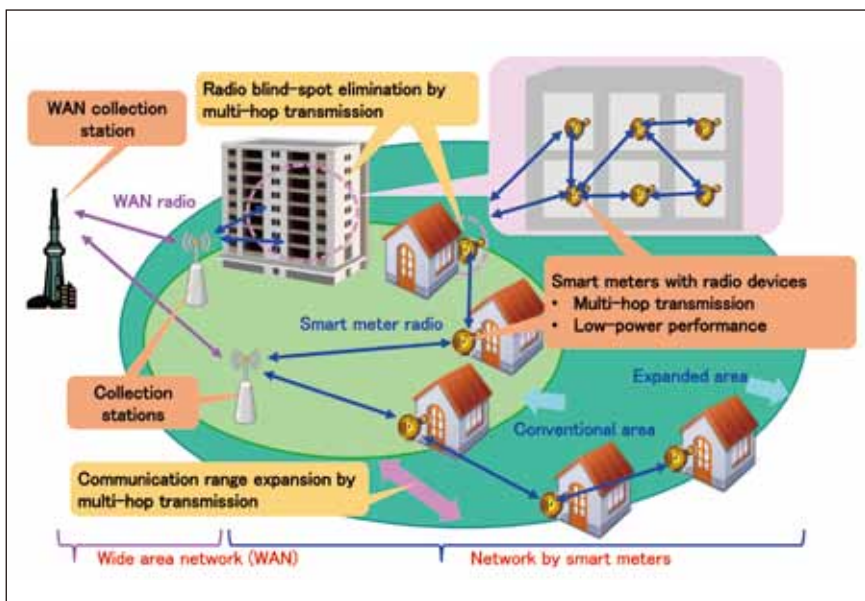 Radio blind-spot elimination by
multi-hop transmission
WAN collection
station
WAN radio
Smart meters with radio devices
• Multi-hop transmission
• Low-power performance
Smart meter radio
Expanded area
Collection
stations
Conventional area
Communication range expansion by
multi-hop transmission
Wide area network (WAN)
Network by smart meters